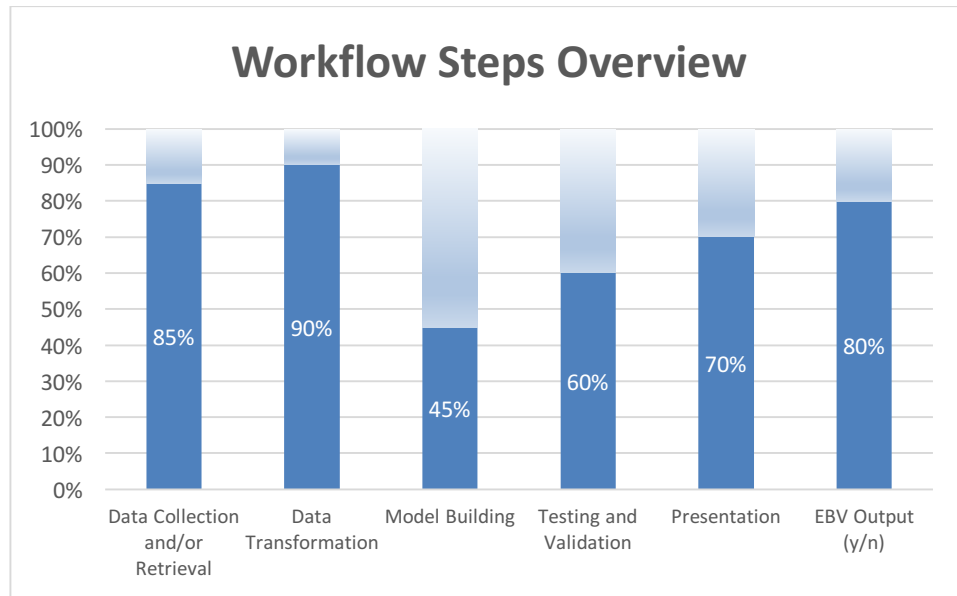 Workflow Steps Overview
100%
90%
80%
70%
60%
50%
40%
30%
20%
10%
0%
85%
90%
45%
60%
70%
80%
Data Collection
and/or
Retrieval
Data
Transformation
Model Building
Testing and
Validation
Presentation
EBV Output
(y/n)